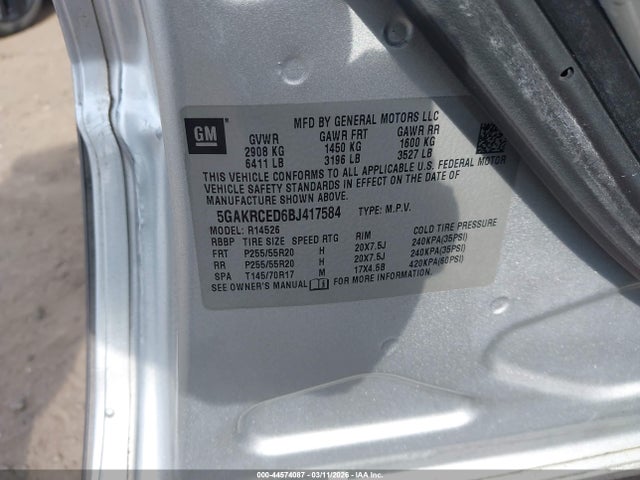 MFD BY GENERAL MOTORS LLC
GM
GVWR GAWR FRT GAWR RR
2908 KG 1450 KG 1600 KG
6411 LB 3196 LB 3527 LB
THIS VEHICLE CONFORMS TO ALL APPLICABLE U.S. FEDERAL MOTOR
VEHICLE SAFETY STANDARDS IN EFFECT ON THE DATE OF
MANUFACTURE SHOWN ABOVE.
5GAKRCED6BJ417584 TYPE: M.P.V.
MODEL: R14526
RBBP TIRE SIZE SPEED RTG RIM COLD TIRE PRESSURE
FRT P255/55R20 H 20X7.5J 240KPA(35PSI)
RR P255/55R20 H 20X7.5J 240KPA(35PSI)
SPA T145/70R17 M 17X4.5B 420KPA(60PSI)
SEE OWNER'S MANUAL FOR MORE INFORMATION
000-44574087 - 03/11/2026 - COPYRIGHT IAA, LLC